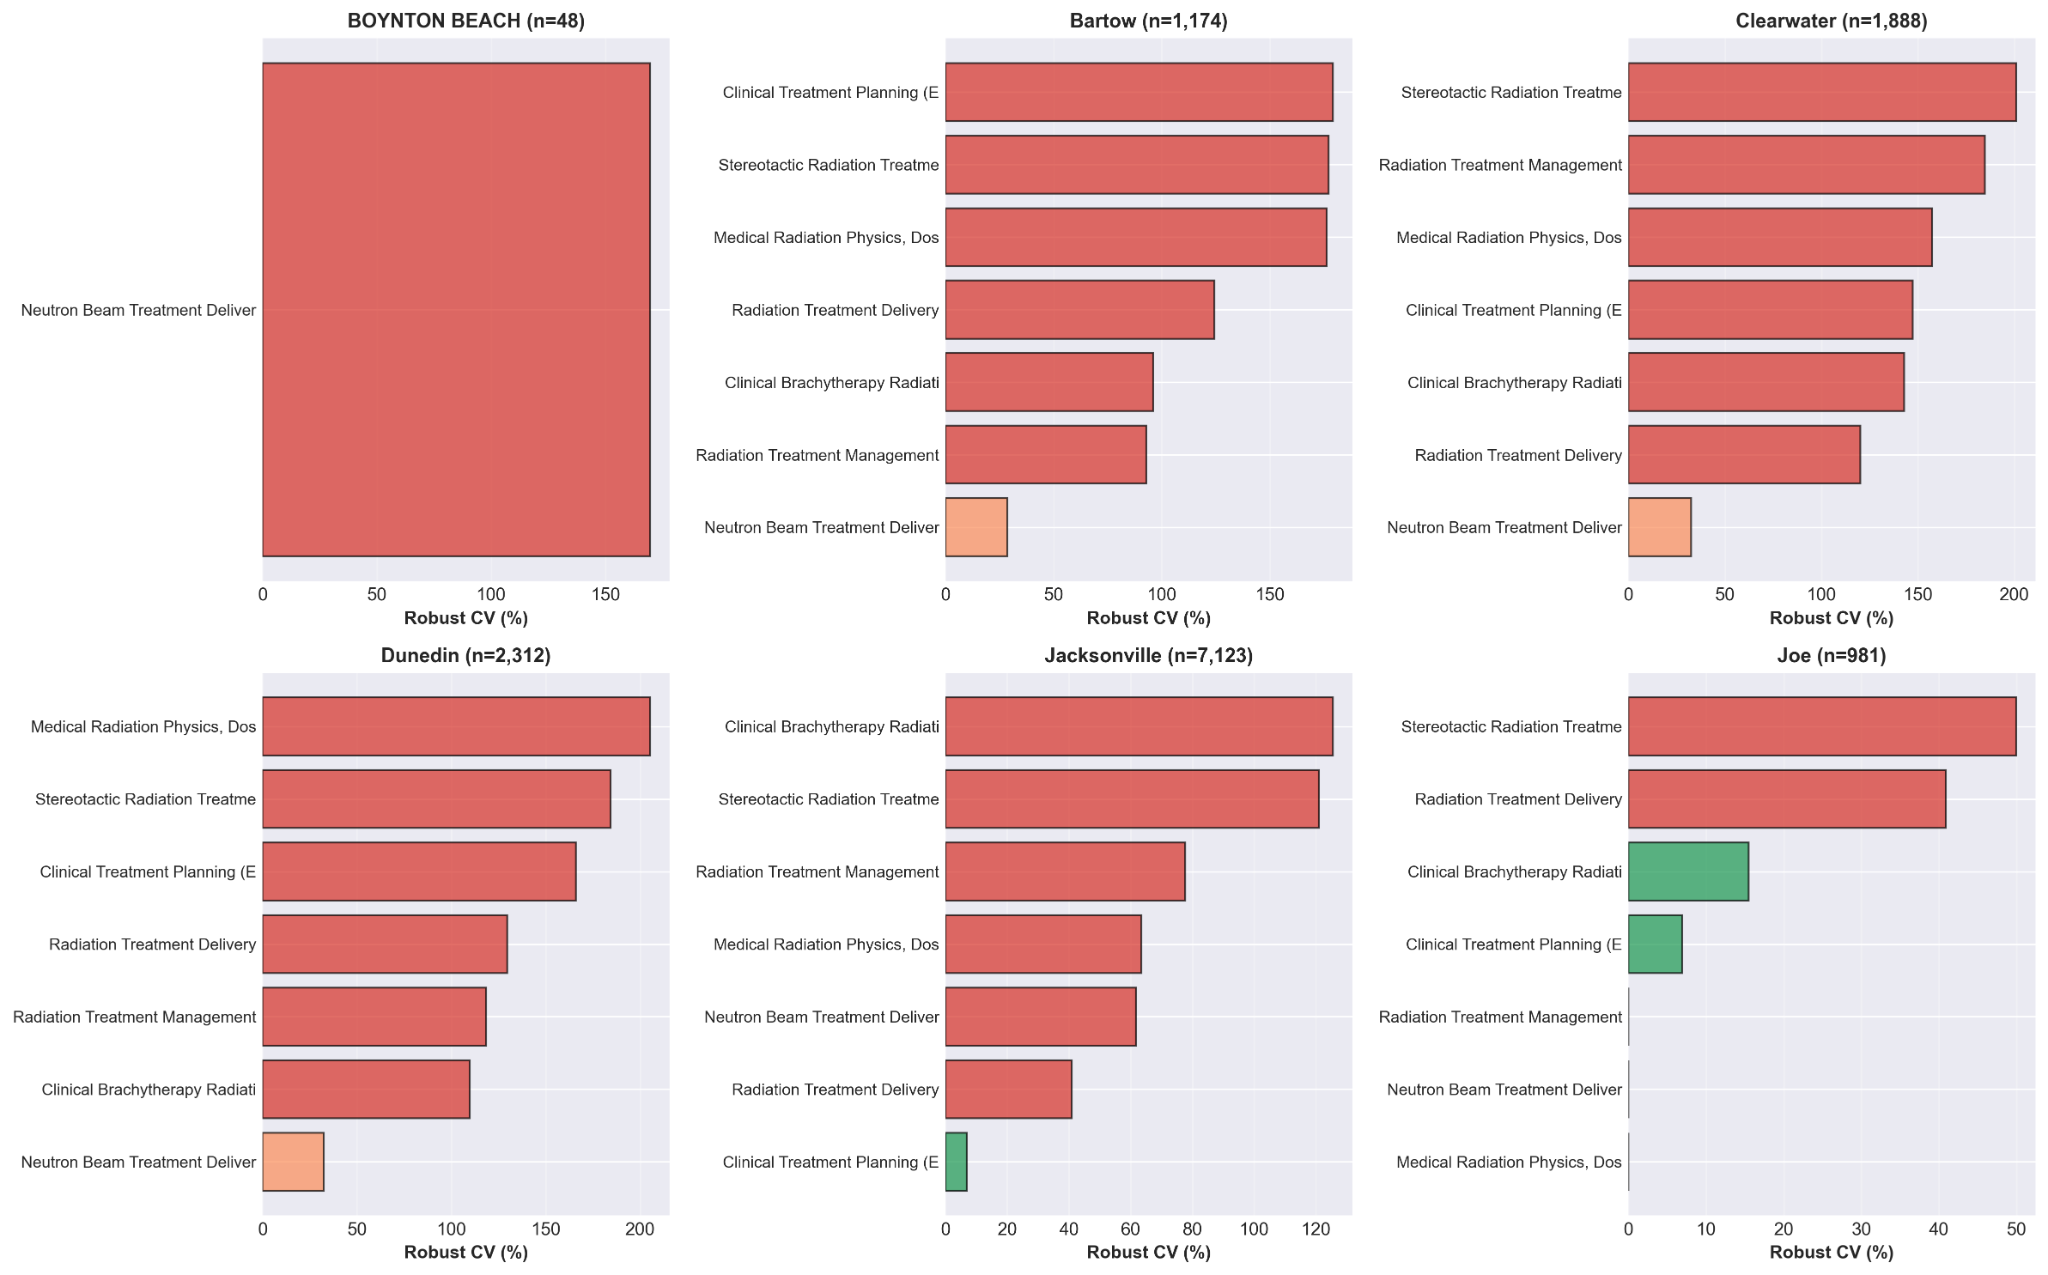 BOYNTON BEACH (n=48)
Neutron Beam Treatment Deliver
0 50 100 150
Robust CV (%)
Bartow (n=1,174)
Clinical Treatment Planning (E
Stereotactic Radiation Treatme
Medical Radiation Physics, Dos
Radiation Treatment Delivery
Clinical Brachytherapy Radiati
Radiation Treatment Management
Neutron Beam Treatment Deliver
0 50 100 150
Robust CV (%)
Clearwater (n=1,888)
Stereotactic Radiation Treatme
Radiation Treatment Management
Medical Radiation Physics, Dos
Clinical Treatment Planning (E
Clinical Brachytherapy Radiati
Radiation Treatment Delivery
Neutron Beam Treatment Deliver
0 50 100 150 200
Robust CV (%)
Dunedin (n=2,312)
Medical Radiation Physics, Dos
Stereotactic Radiation Treatme
Clinical Treatment Planning (E
Radiation Treatment Delivery
Radiation Treatment Management
Clinical Brachytherapy Radiati
Neutron Beam Treatment Deliver
0 50 100 150 200
Robust CV (%)
Jacksonville (n=7,123)
Clinical Brachytherapy Radiati
Stereotactic Radiation Treatme
Radiation Treatment Management
Medical Radiation Physics, Dos
Neutron Beam Treatment Deliver
Radiation Treatment Delivery
Clinical Treatment Planning (E
0 20 40 60 80 100 120
Robust CV (%)
Joe (n=981)
Stereotactic Radiation Treatme
Radiation Treatment Delivery
Clinical Brachytherapy Radiati
Clinical Treatment Planning (E
Radiation Treatment Management
Neutron Beam Treatment Deliver
Medical Radiation Physics, Dos
0 10 20 30 40 50
Robust CV (%)